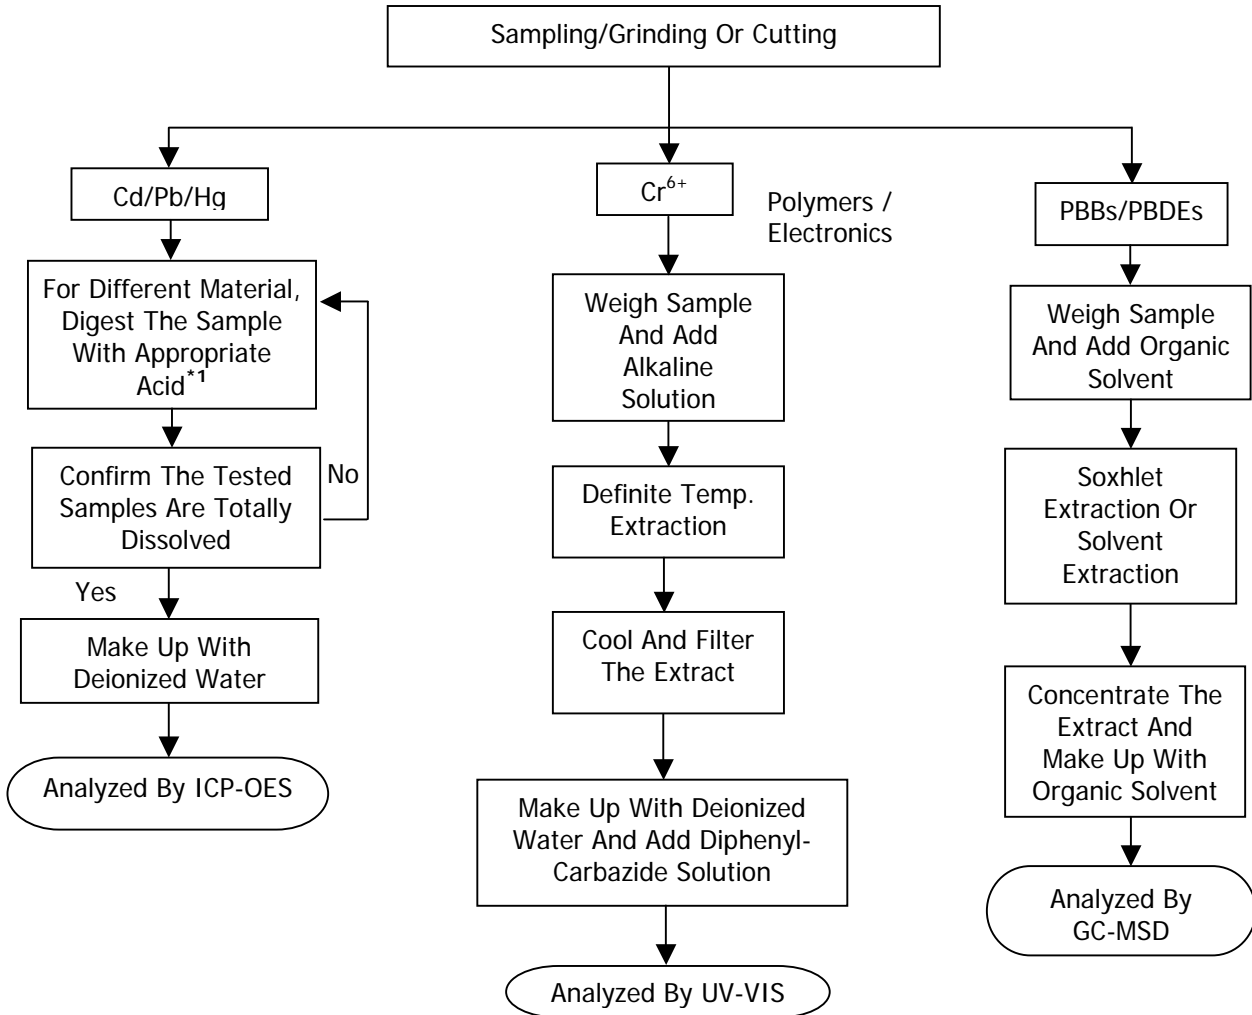 Sampling/Grinding Or Cutting
Cd/Pb/Hg
For Different Material,
Digest The Sample
With Appropriate
Acid*1
Confirm The Tested
Samples Are Totally
Dissolved
No
Yes
Make Up With
Deionized Water
Analyzed By ICP-OES
Cr6+
Polymers /
Electronics
Weigh Sample
And Add
Alkaline
Solution
Definite Temp.
Extraction
Cool And Filter
The Extract
Make Up With Deionized
Water And Add Diphenyl-
Carbazide Solution
Analyzed By UV-VIS
PBBs/PBDEs
Weigh Sample
And Add Organic
Solvent
Soxhlet
Extraction Or
Solvent
Extraction
Concentrate The
Extract And
Make Up With
Organic Solvent
Analyzed By
GC-MSD